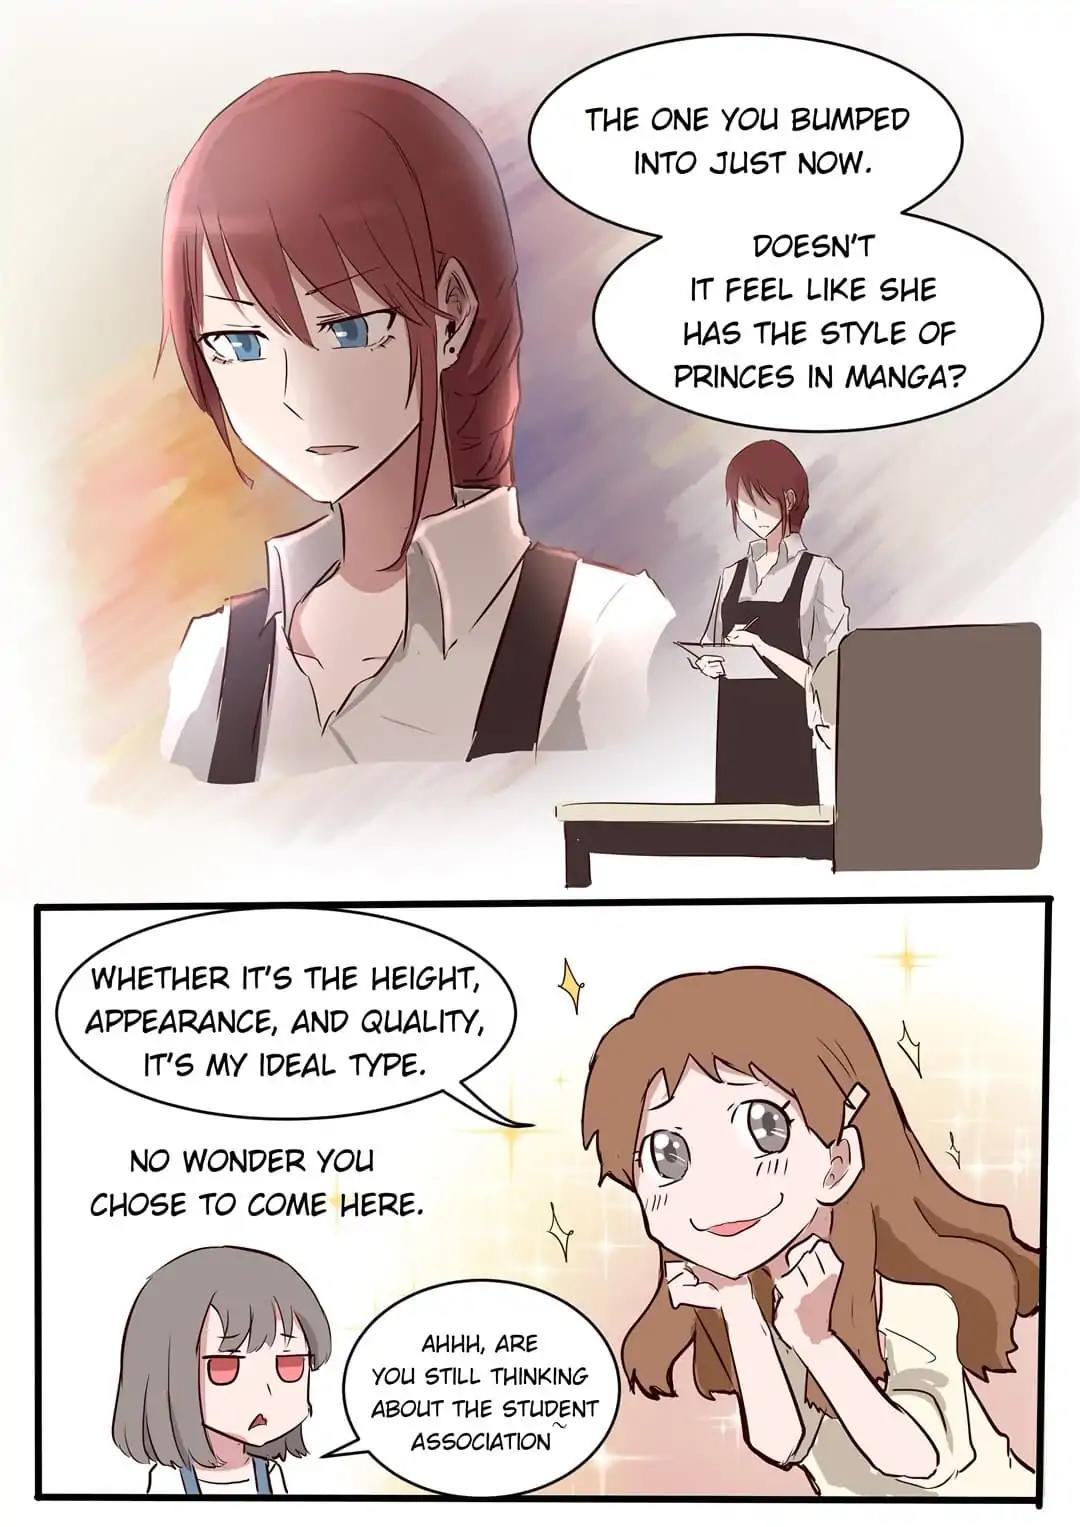 THE ONE YOU BUMPED
INTO JUST NOW.
DOESN'T
IT FEEL LIKE SHE
HAS THE STYLE OF
PRINCES IN MANGA?
WHETHER IT'S THE HEIGHT,
APPEARANCE, AND QUALITY,
IT'S MY IDEAL TYPE.
NO WONDER YOU
CHOSE TO COME HERE.
AHHH, ARE
YOU STILL THINKING
ABOUT THE STUDENT
ASSOCIATION~